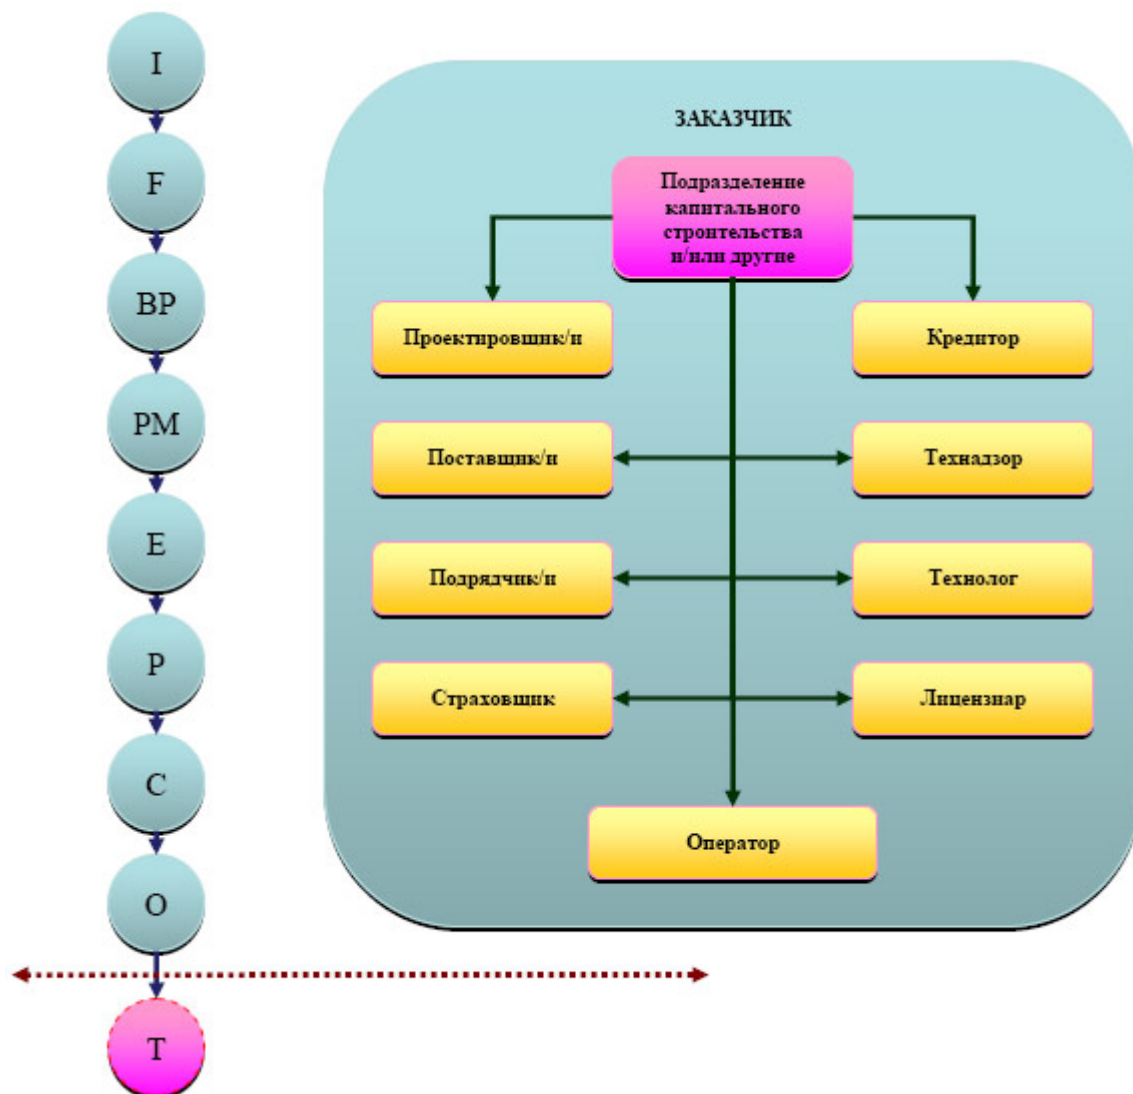 I
F
BP
PM
E
P
C
O
T
ЗАКАЗЧИК
Подразделение
капитального
строительства
и/или другие
Проектировщик/и
Кредитор
Поставщик/и
Технадзор
Подрядчик/и
Технолог
Страховщик
Лицензиар
Оператор